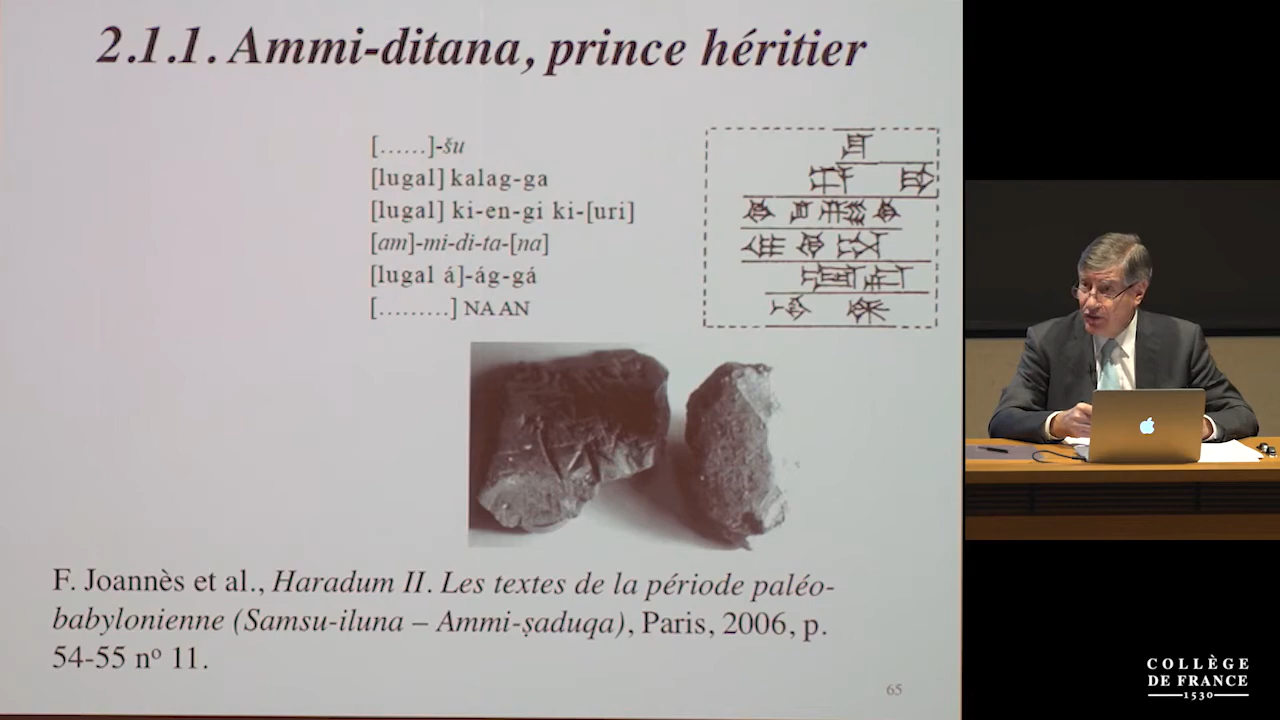 2.1.1. Ammi-ditana, prince héritier
[……]-šu
[lugal] kalag-ga
[lugal] ki-en-gi ki-[uri]
[am]-mi-di-ta-[na]
[lugal á]-ág-gá
[………] NA AN
F. Joannès et al., Haradum II. Les textes de la période paléo-
babylonienne (Samsu-iluna – Ammi-ṣaduqa), Paris, 2006, p.
54-55 nº 11.
65
COLLÈGE
DE FRANCE
1530